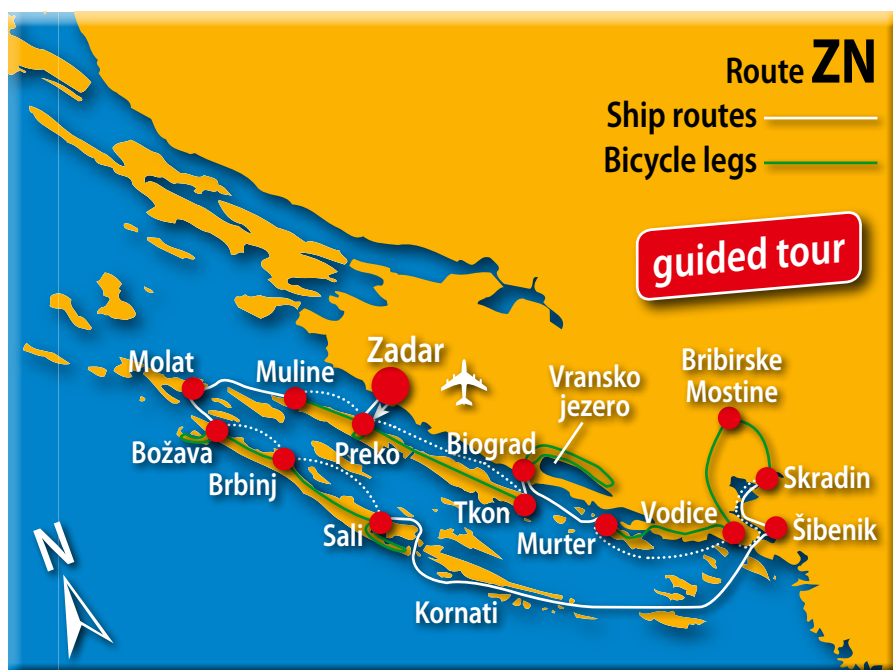 Route ZN
Ship routes
Bicycle legs
guided tour
Zadar
Molat
Muline
Vransko
jezero
Bribirske
Mostine
Božava
Brbinj
Preko
Biograd
Skradin
Sali
Tkon
Murter
Vodice
Šibenik
Kornati
N